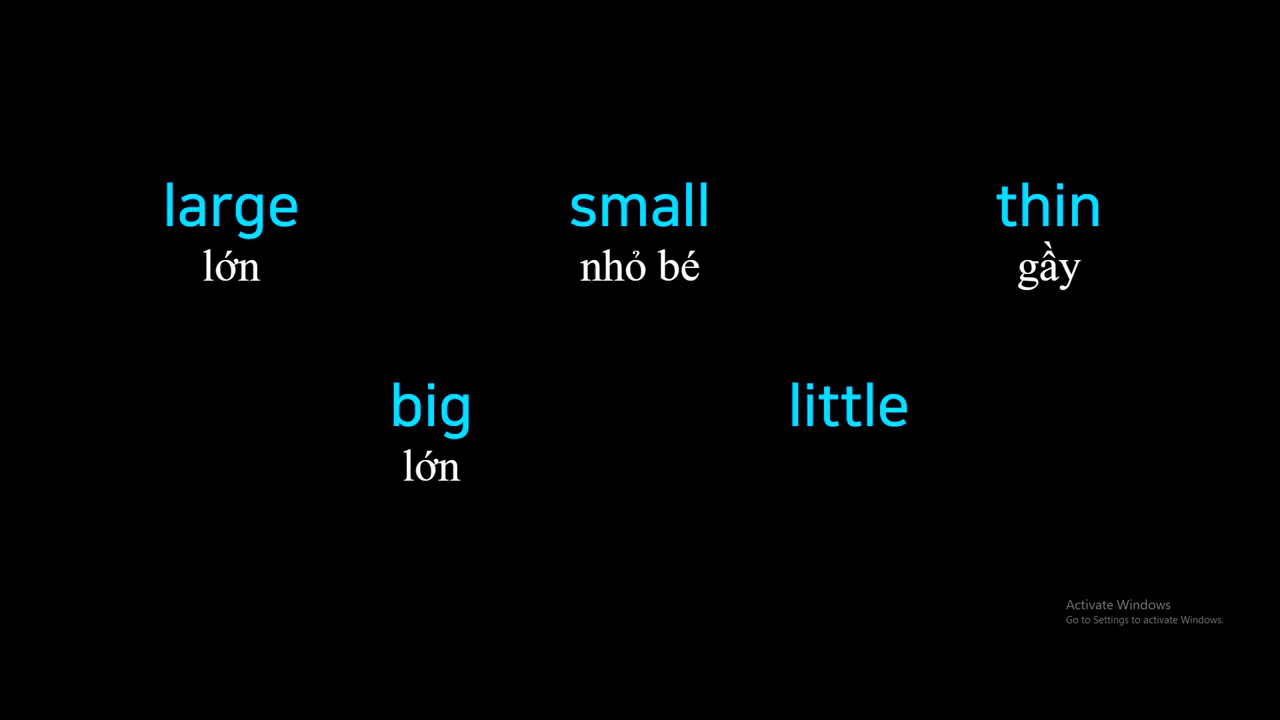 large small thin
lớn nhỏ bé gầy
big little
lớn
Activate Windows
Go to Settings to activate Windows.